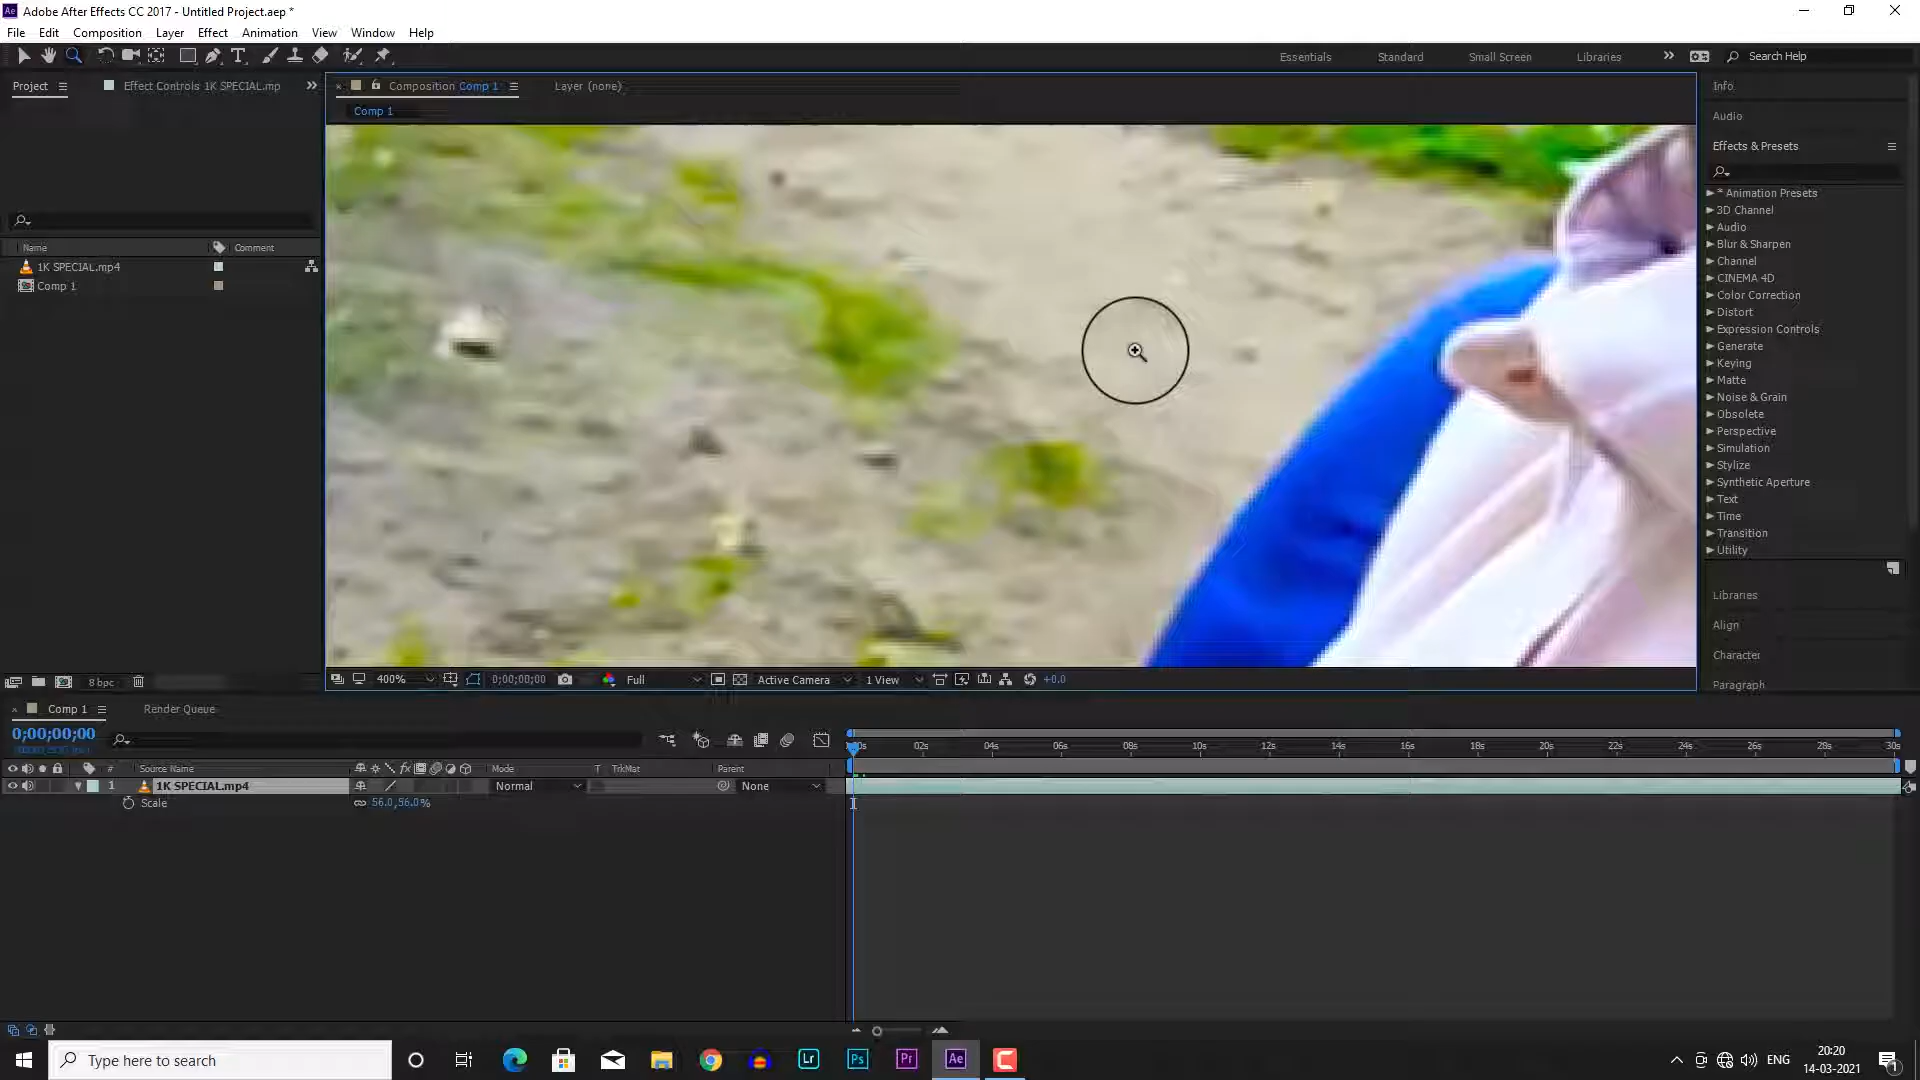 Adobe After Effects CC 2017 - Untitled Project.aep *
File Edit Composition Layer Effect Animation View Window Help
Essentials Standard Small Screen Libraries Search Help
Project Effect Controls 1K SPECIAL.mp
Composition Comp 1 Layer (none)
Comp 1
Name Comment
1K SPECIAL.mp4
Comp 1
8 bpc
400% 0;00;00;00 Full Active Camera 1 View +0.0
Info
Audio
Effects & Presets
* Animation Presets
3D Channel
Audio
Blur & Sharpen
Channel
CINEMA 4D
Color Correction
Distort
Expression Controls
Generate
Keying
Matte
Noise & Grain
Obsolete
Perspective
Simulation
Stylize
Synthetic Aperture
Text
Time
Transition
Utility
Libraries
Align
Character
Paragraph
Comp 1 Render Queue
0;00;00;00
02s 04s 06s 08s 10s 12s 14s 16s 18s 20s 22s 24s 26s 28s 30s
# Source Name fx Mode T TrkMat Parent
1 1K SPECIAL.mp4 Normal None
Scale 56.0,56.0%
Type here to search
Lr Ps Pr Ae
ENG
20:20
14-03-2021
1